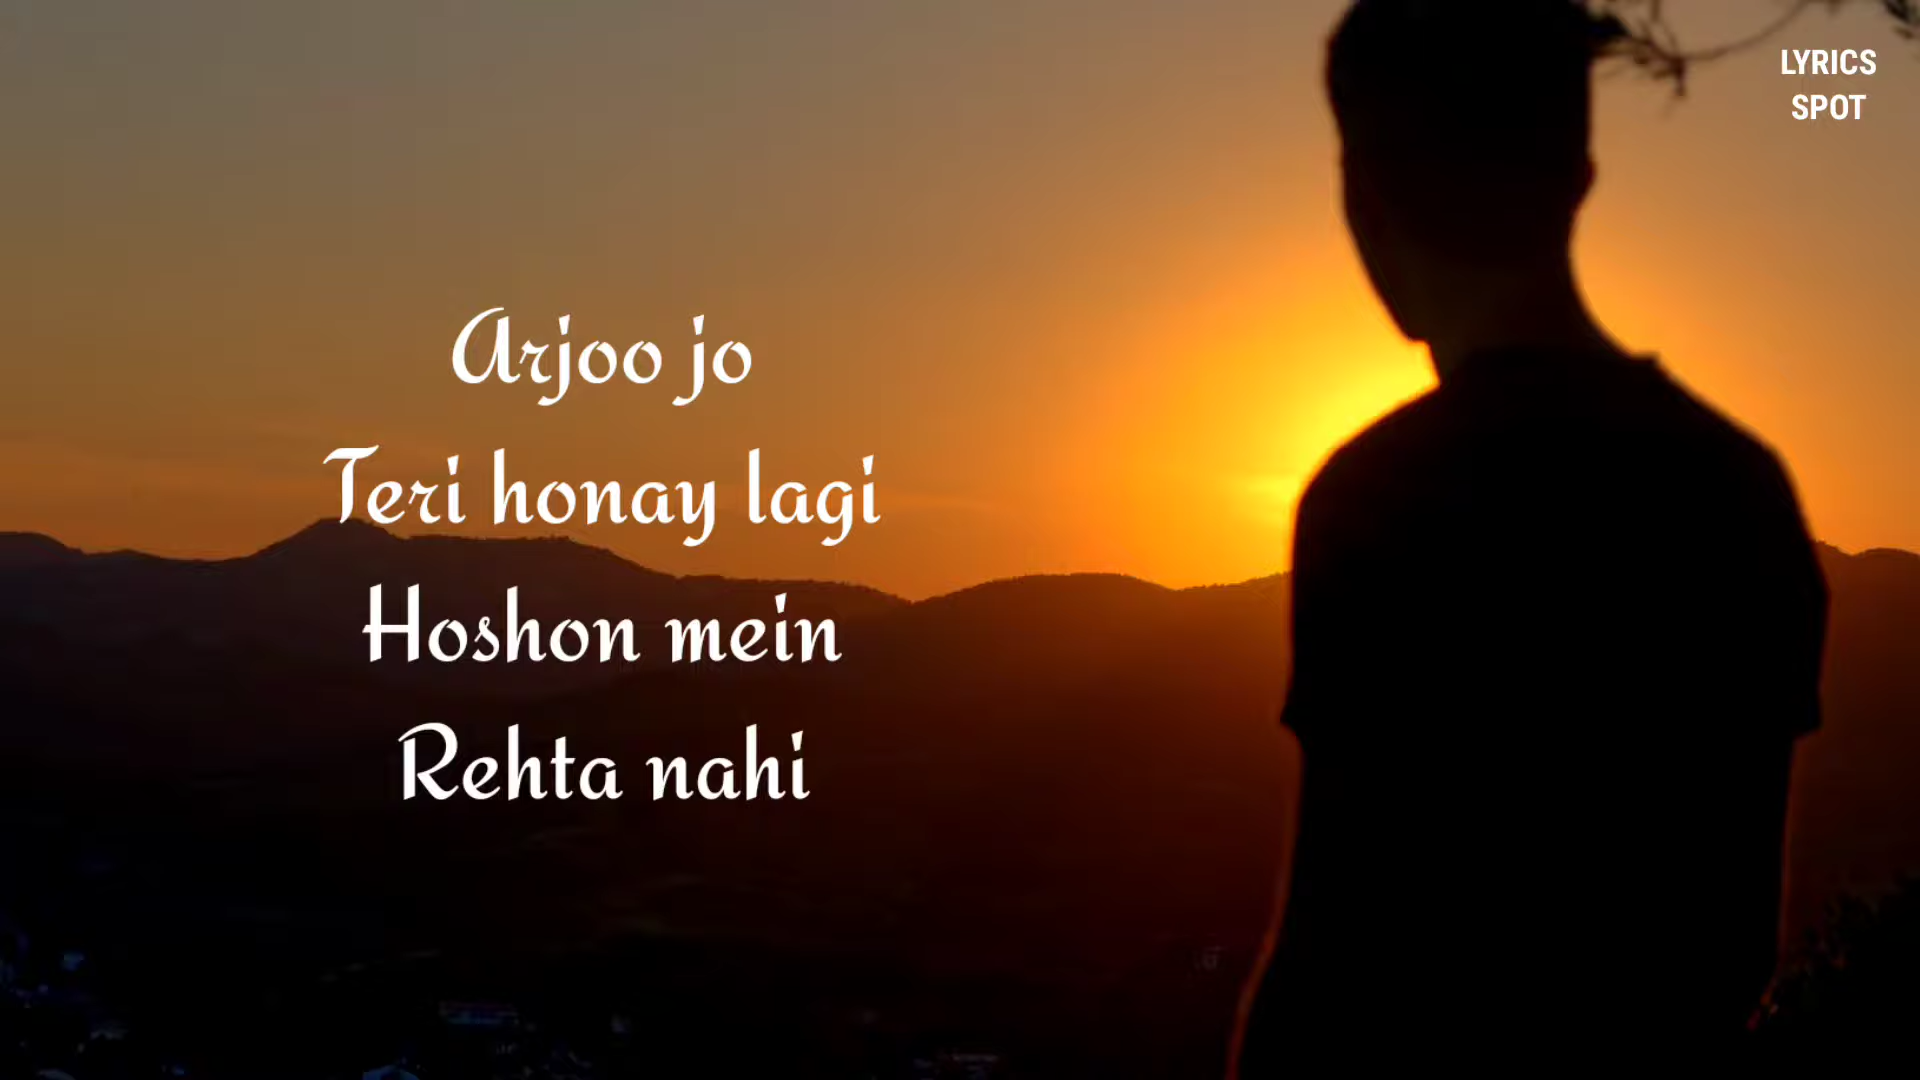 LYRICS
SPOT
Arjoo jo
Teri honay lagi
Hoshon mein
Rehta nahi